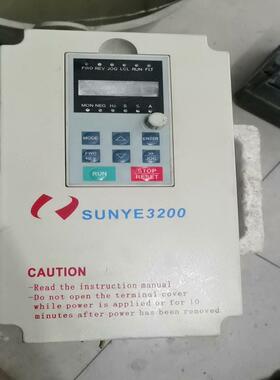 FWD REV JOG LCL RUN FLT
MON NEG Hz S S A
MODE
ENTER
FWD
REV
JOG
RUN
STOP
RESET
SUNYE3200
CAUTION
-Read the instruction manual
-Do not open the terminal cover
while power is applied or for 10
minutes after power has been removed.